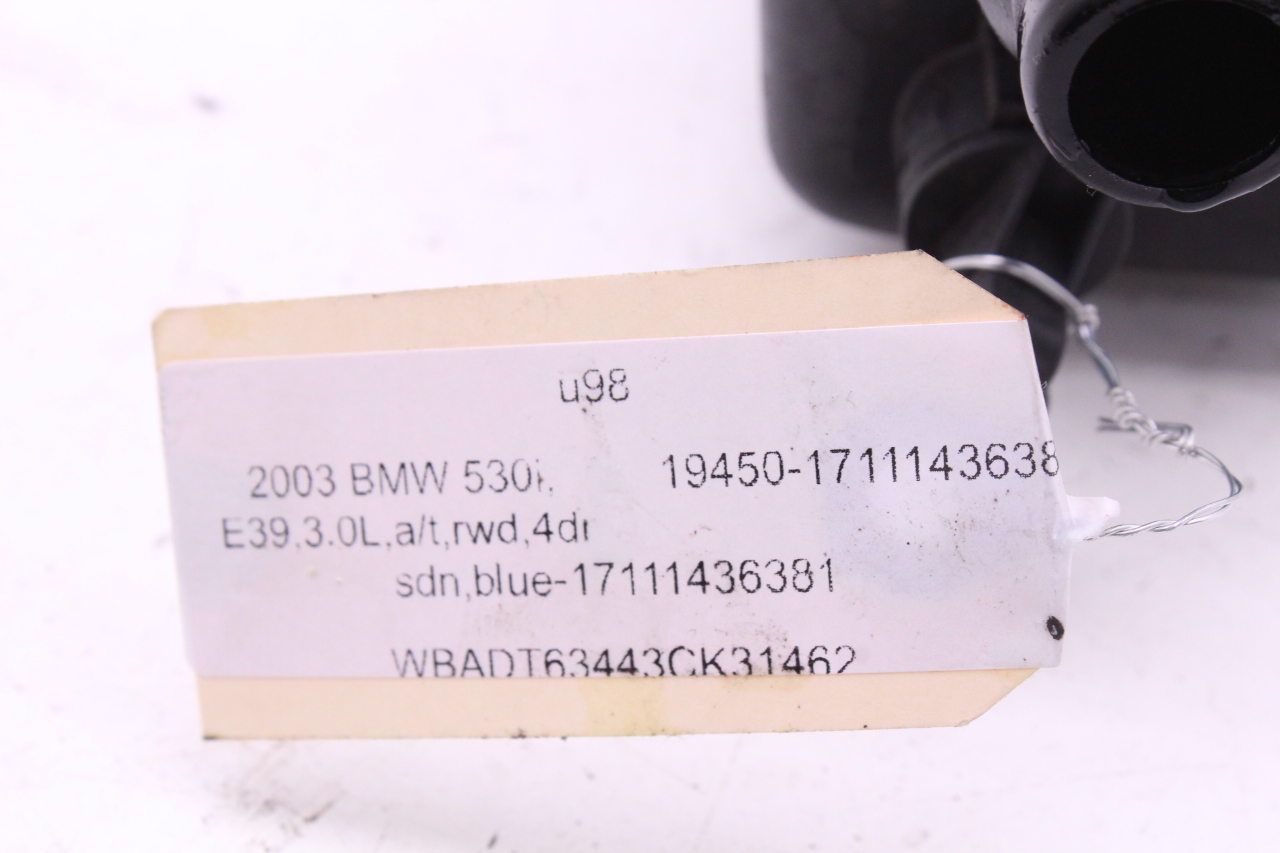 u98
2003 BMW 530i, 19450-1711143638
E39,3.0L,a/t,rwd,4dr
sdn,blue-17111436381
WBADT63443CK31462